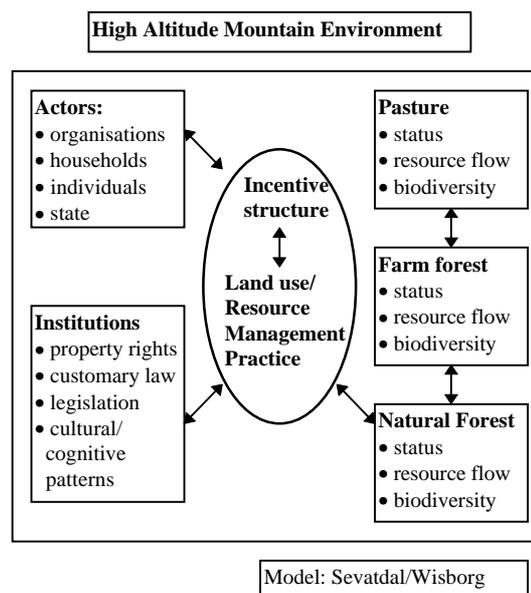 High Altitude Mountain Environment
Actors:
• organisations
• households
• individuals
• state
Institutions
• property rights
• customary law
• legislation
• cultural/
cognitive
patterns
Incentive
structure
Land use/
Resource
Management
Practice
Pasture
• status
• resource flow
• biodiversity
Farm forest
• status
• resource flow
• biodiversity
Natural Forest
• status
• resource flow
• biodiversity
Model: Sevatdal/Wisborg